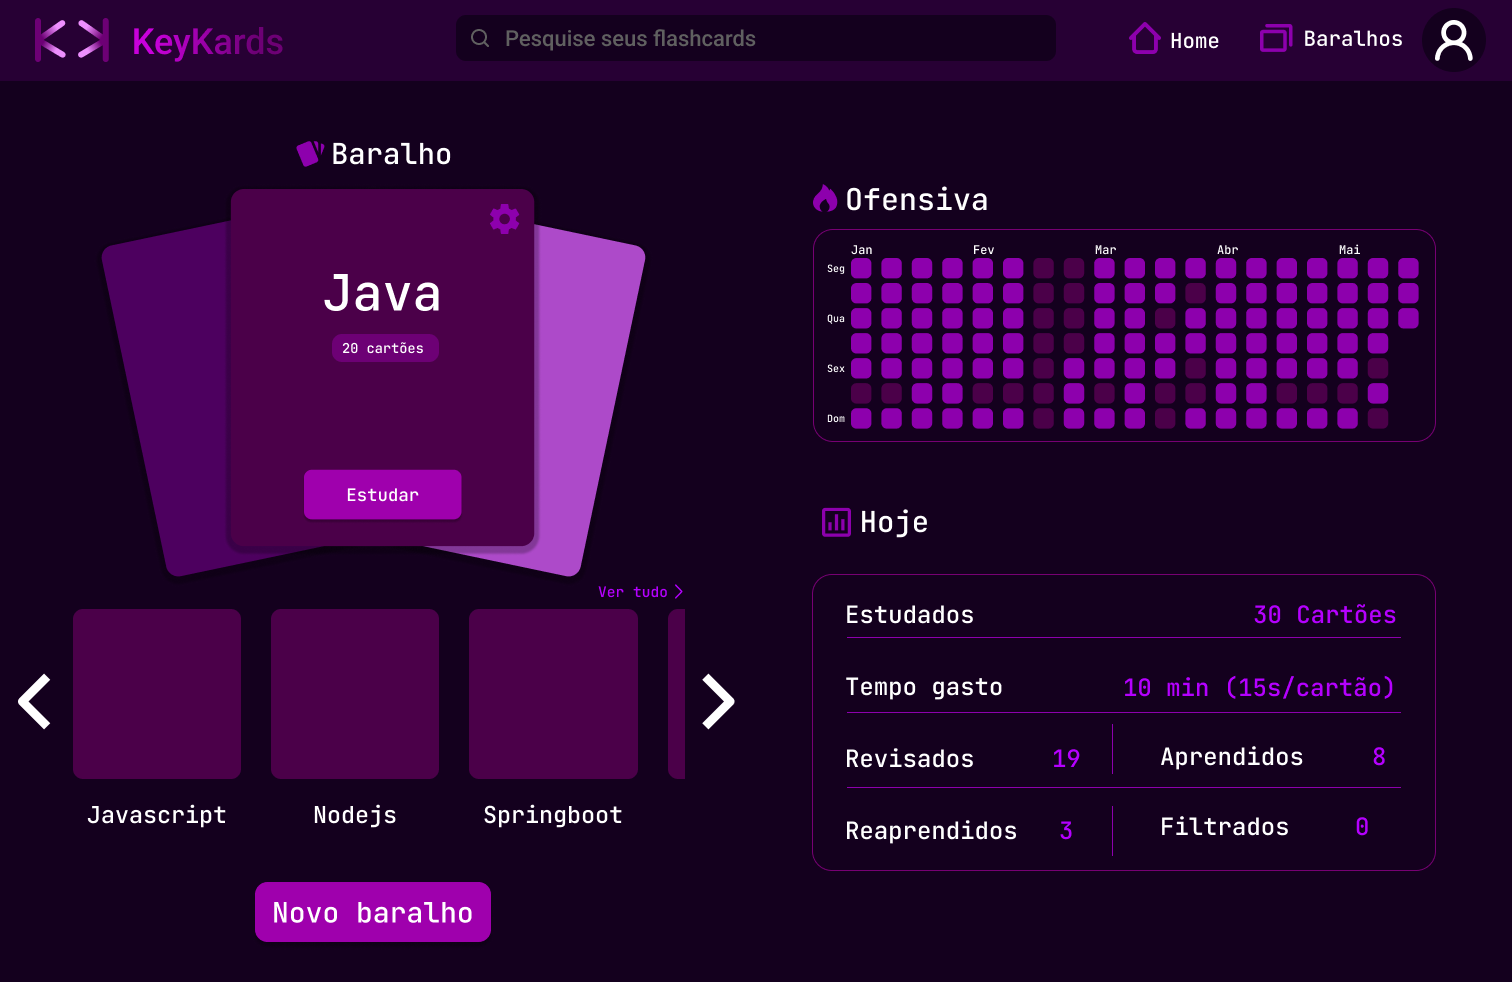 KeyKards
Pesquise seus flashcards
Home
Baralhos
Baralho
Java
20 cartões
Estudar
Ver tudo
Javascript
Nodejs
Springboot
Novo baralho
Ofensiva
Jan Fev Mar Abr Mai
Seg
Qua
Sex
Dom
Hoje
Estudados 30 Cartões
Tempo gasto 10 min (15s/cartão)
Revisados 19 Aprendidos 8
Reaprendidos 3 Filtrados 0